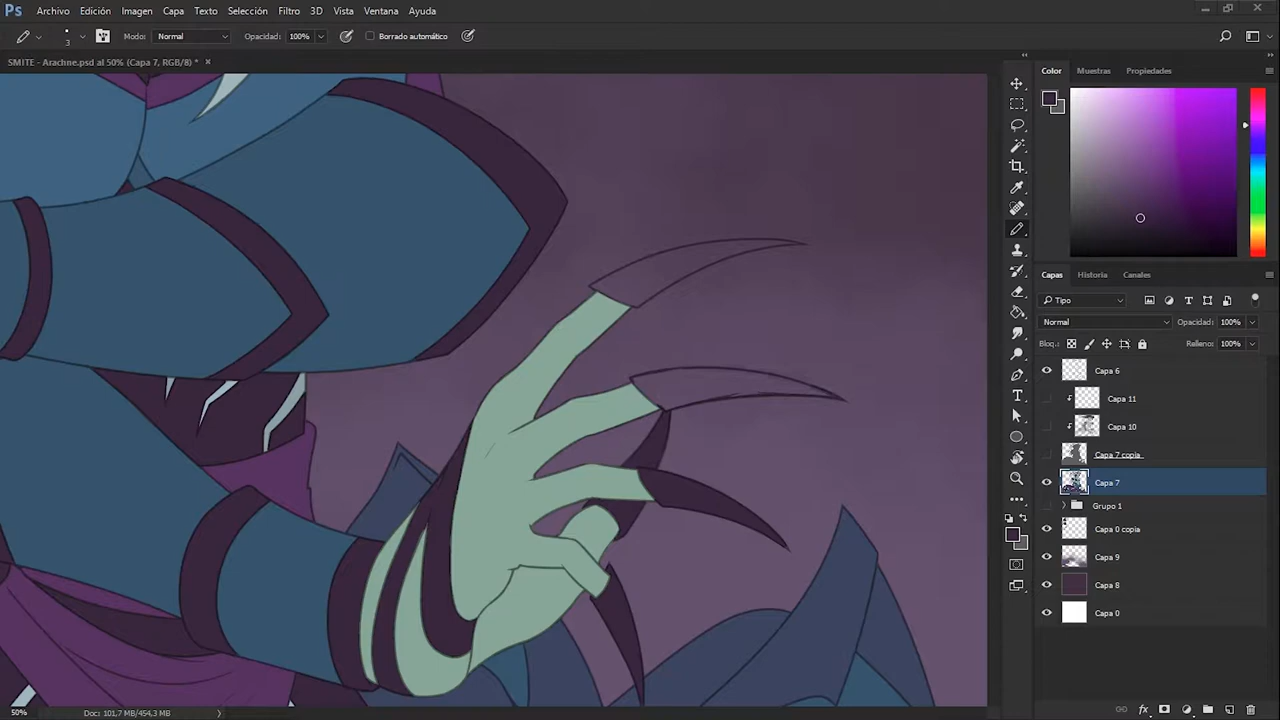 Ps Archivo Edición Imagen Capa Texto Selección Filtro 3D Vista Ventana Ayuda
3 Modo: Normal Opacidad: 100% Borrado automático
SMITE - Arachne.psd al 50% (Capa 7, RGB/8) * ×
Color Muestras Propiedades
Capas Historia Canales
Tipo
Normal Opacidad: 100%
Bloq.: Relleno: 100%
Capa 6
Capa 11
Capa 10
Capa 7 copia
Capa 7
Grupo 1
Capa 0 copia
Capa 9
Capa 8
Capa 0
50% Doc: 101,7 MB/454,3 MB
fx